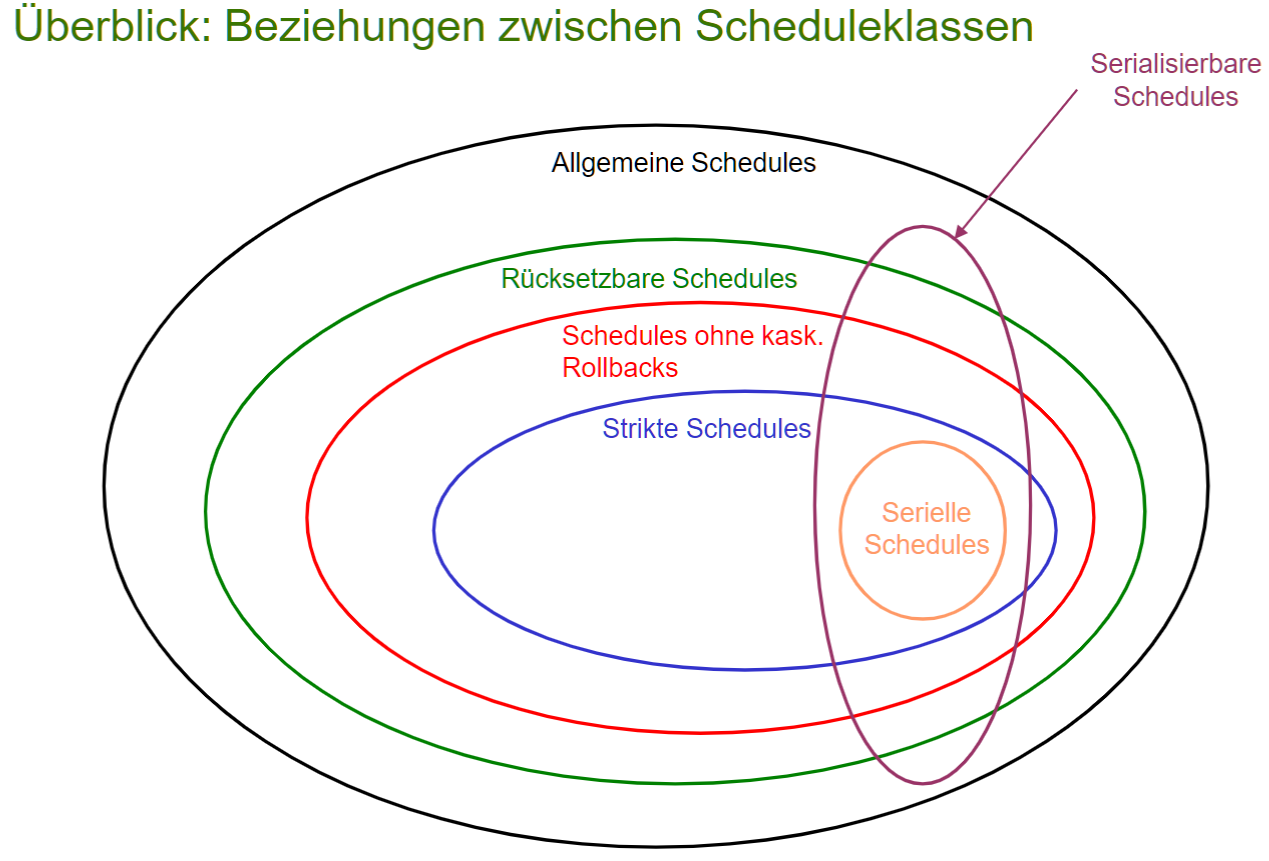 Überblick: Beziehungen zwischen Scheduleklassen
Serialisierbare
Schedules
Allgemeine Schedules
Rücksetzbare Schedules
Schedules ohne kask.
Rollbacks
Strikte Schedules
Serielle
Schedules